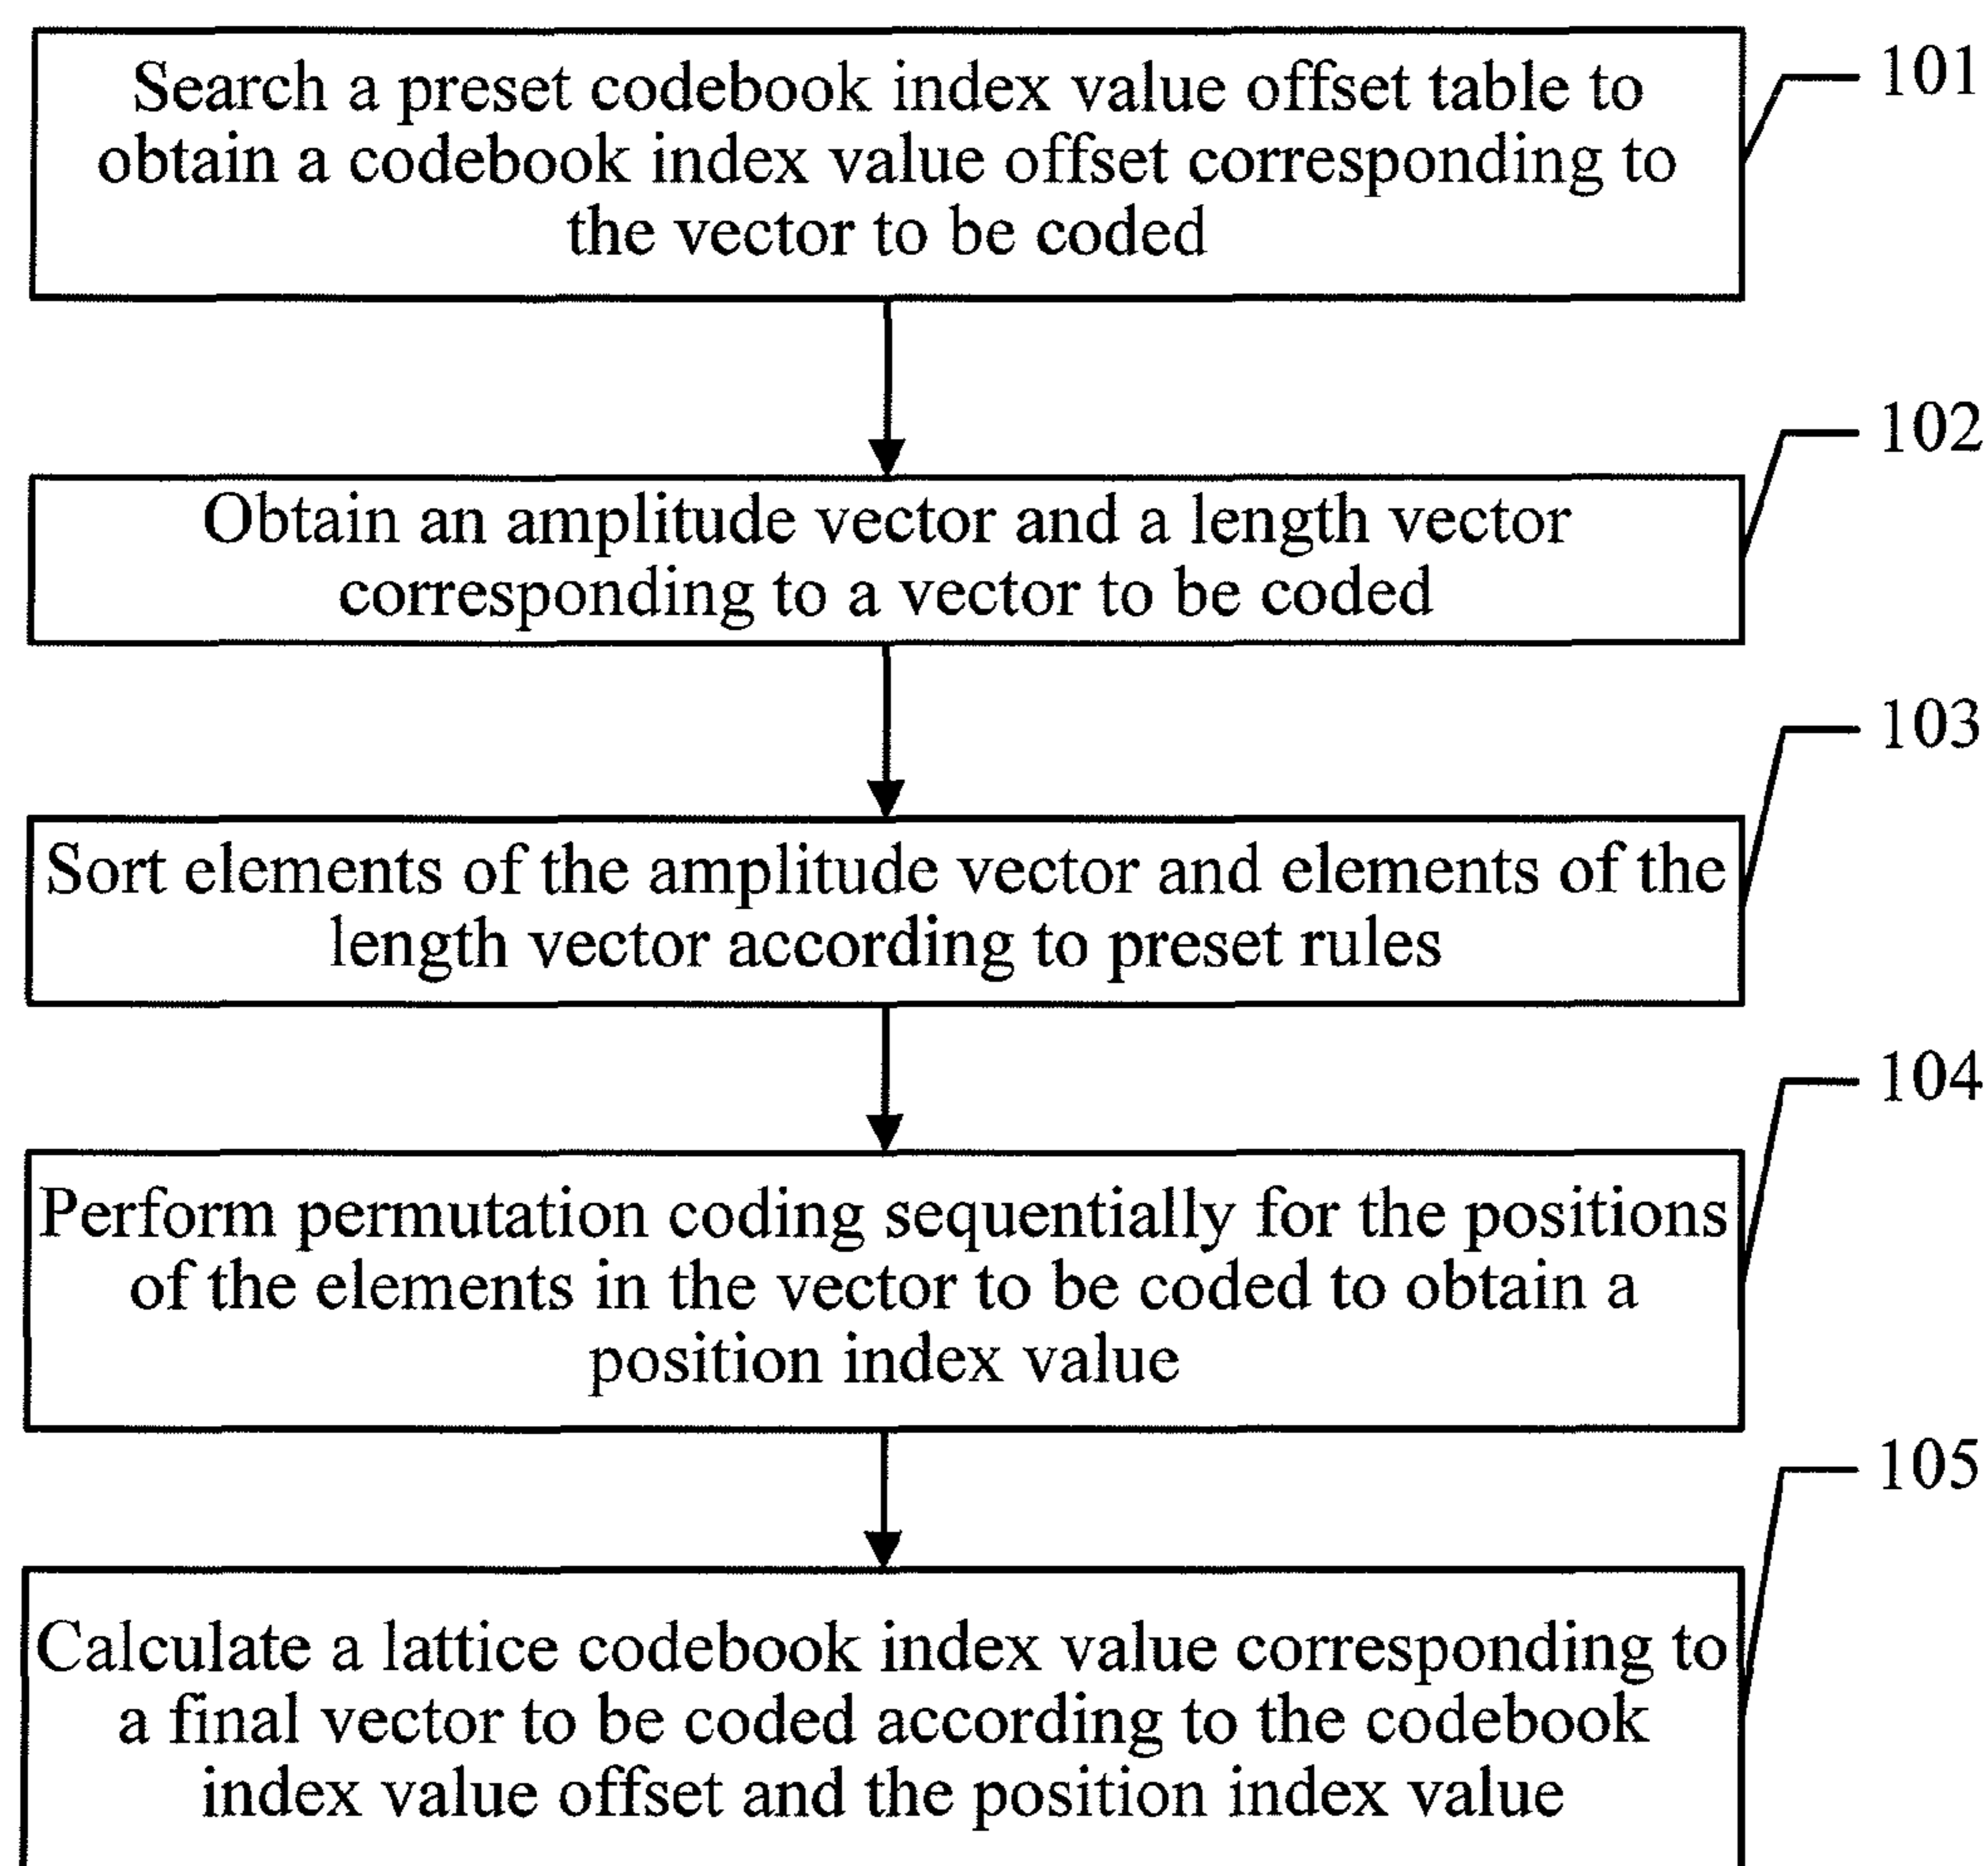 Search a preset codebook index value offset table to
obtain a codebook index value offset corresponding to
the vector to be coded
101
Obtain an amplitude vector and a length vector
corresponding to a vector to be coded
102
Sort elements of the amplitude vector and elements of the
length vector according to preset rules
103
Perform permutation coding sequentially for the positions
of the elements in the vector to be coded to obtain a
position index value
104
Calculate a lattice codebook index value corresponding to
a final vector to be coded according to the codebook
index value offset and the position index value
105